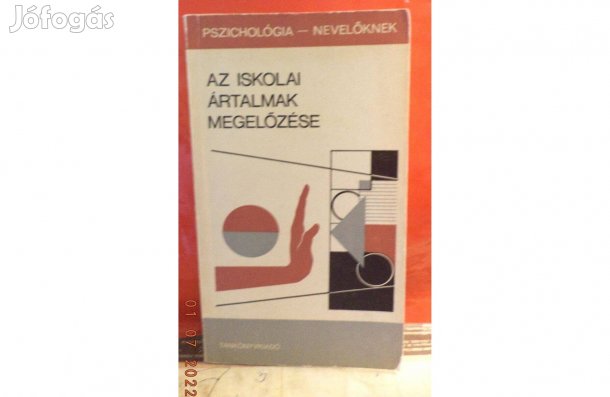 Jófogás
PSZICHOLÓGIA — NEVELŐKNEK
AZ ISKOLAI
ÁRTALMAK
MEGELŐZÉSE
TANKÖNYVKIADÓ
01 07 2022